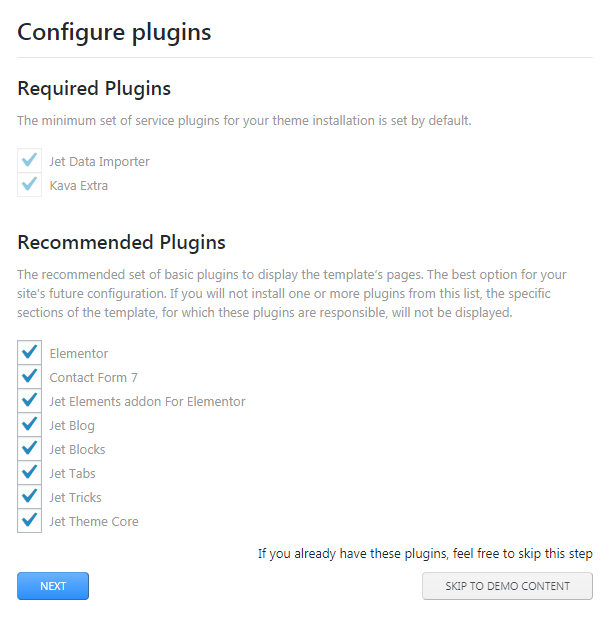 Configure plugins
Required Plugins
The minimum set of service plugins for your theme installation is set by default.
Jet Data Importer
Kava Extra
Recommended Plugins
The recommended set of basic plugins to display the template's pages. The best option for your
site's future configuration. If you will not install one or more plugins from this list, the specific
sections of the template, for which these plugins are responsible, will not be displayed.
Elementor
Contact Form 7
Jet Elements addon For Elementor
Jet Blog
Jet Blocks
Jet Tabs
Jet Tricks
Jet Theme Core
If you already have these plugins, feel free to skip this step
NEXT
SKIP TO DEMO CONTENT